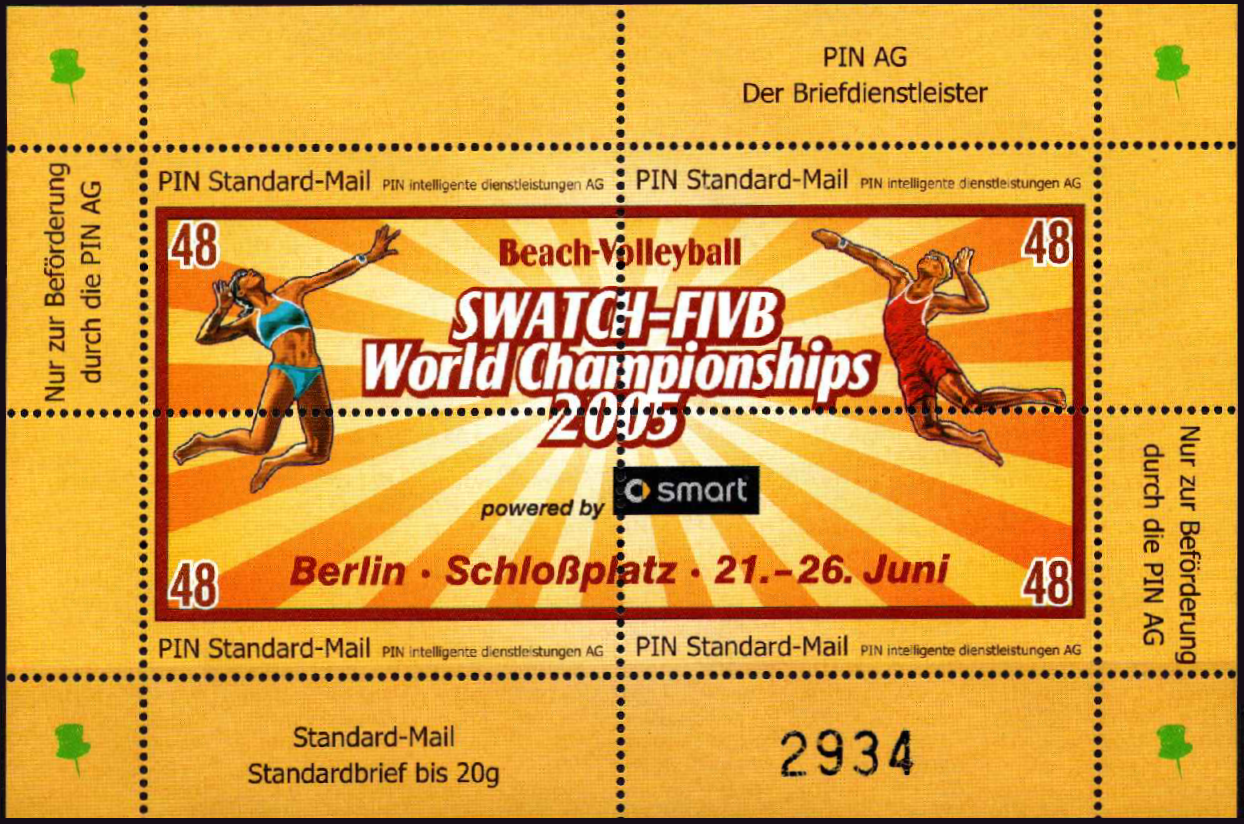 PIN AG
Der Briefdienstleister
Nur zur Beförderung
durch die PIN AG
PIN Standard-Mail PIN intelligente dienstleistungen AG
PIN Standard-Mail PIN intelligente dienstleistungen AG
48
48
Beach-Volleyball
SWATCH-FIVB
World Championships
2005
powered by smart
Berlin · Schloßplatz · 21.–26. Juni
48
48
Nur zur Beförderung
durch die PIN AG
PIN Standard-Mail PIN intelligente dienstleistungen AG
PIN Standard-Mail PIN intelligente dienstleistungen AG
Standard-Mail
Standardbrief bis 20g
2934